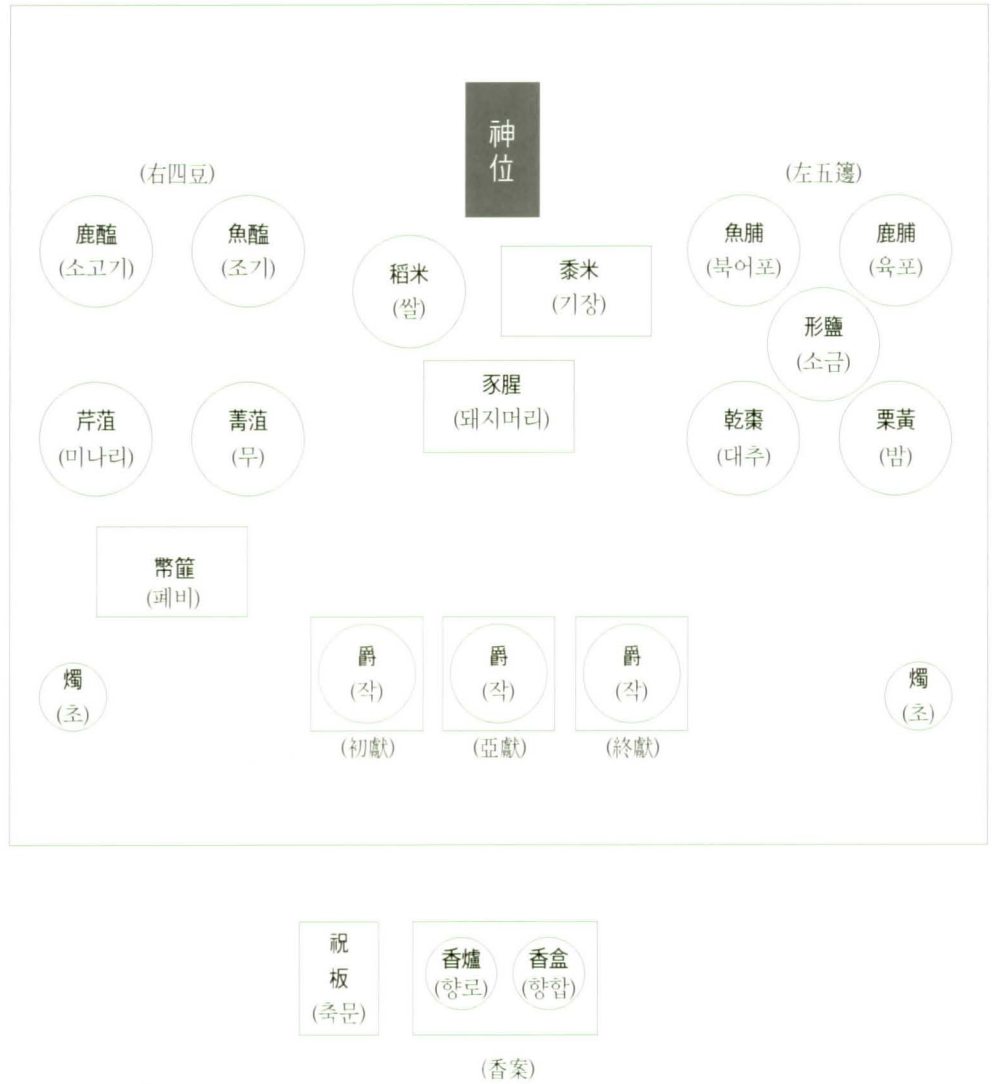 神
位
(右四豆)
(左五籩)
鹿醢
(소고기)
魚醢
(조기)
稻米
(쌀)
黍米
(기장)
魚脯
(북어포)
鹿脯
(육포)
形鹽
(소금)
豕腥
(돼지머리)
芹菹
(미나리)
菁菹
(무)
乾棗
(대추)
栗黃
(밤)
幣篚
(폐비)
燭
(초)
爵
(작)
(初獻)
爵
(작)
(亞獻)
爵
(작)
(終獻)
燭
(초)
祝
板
(축문)
香爐
(향로)
香盒
(향합)
(香案)